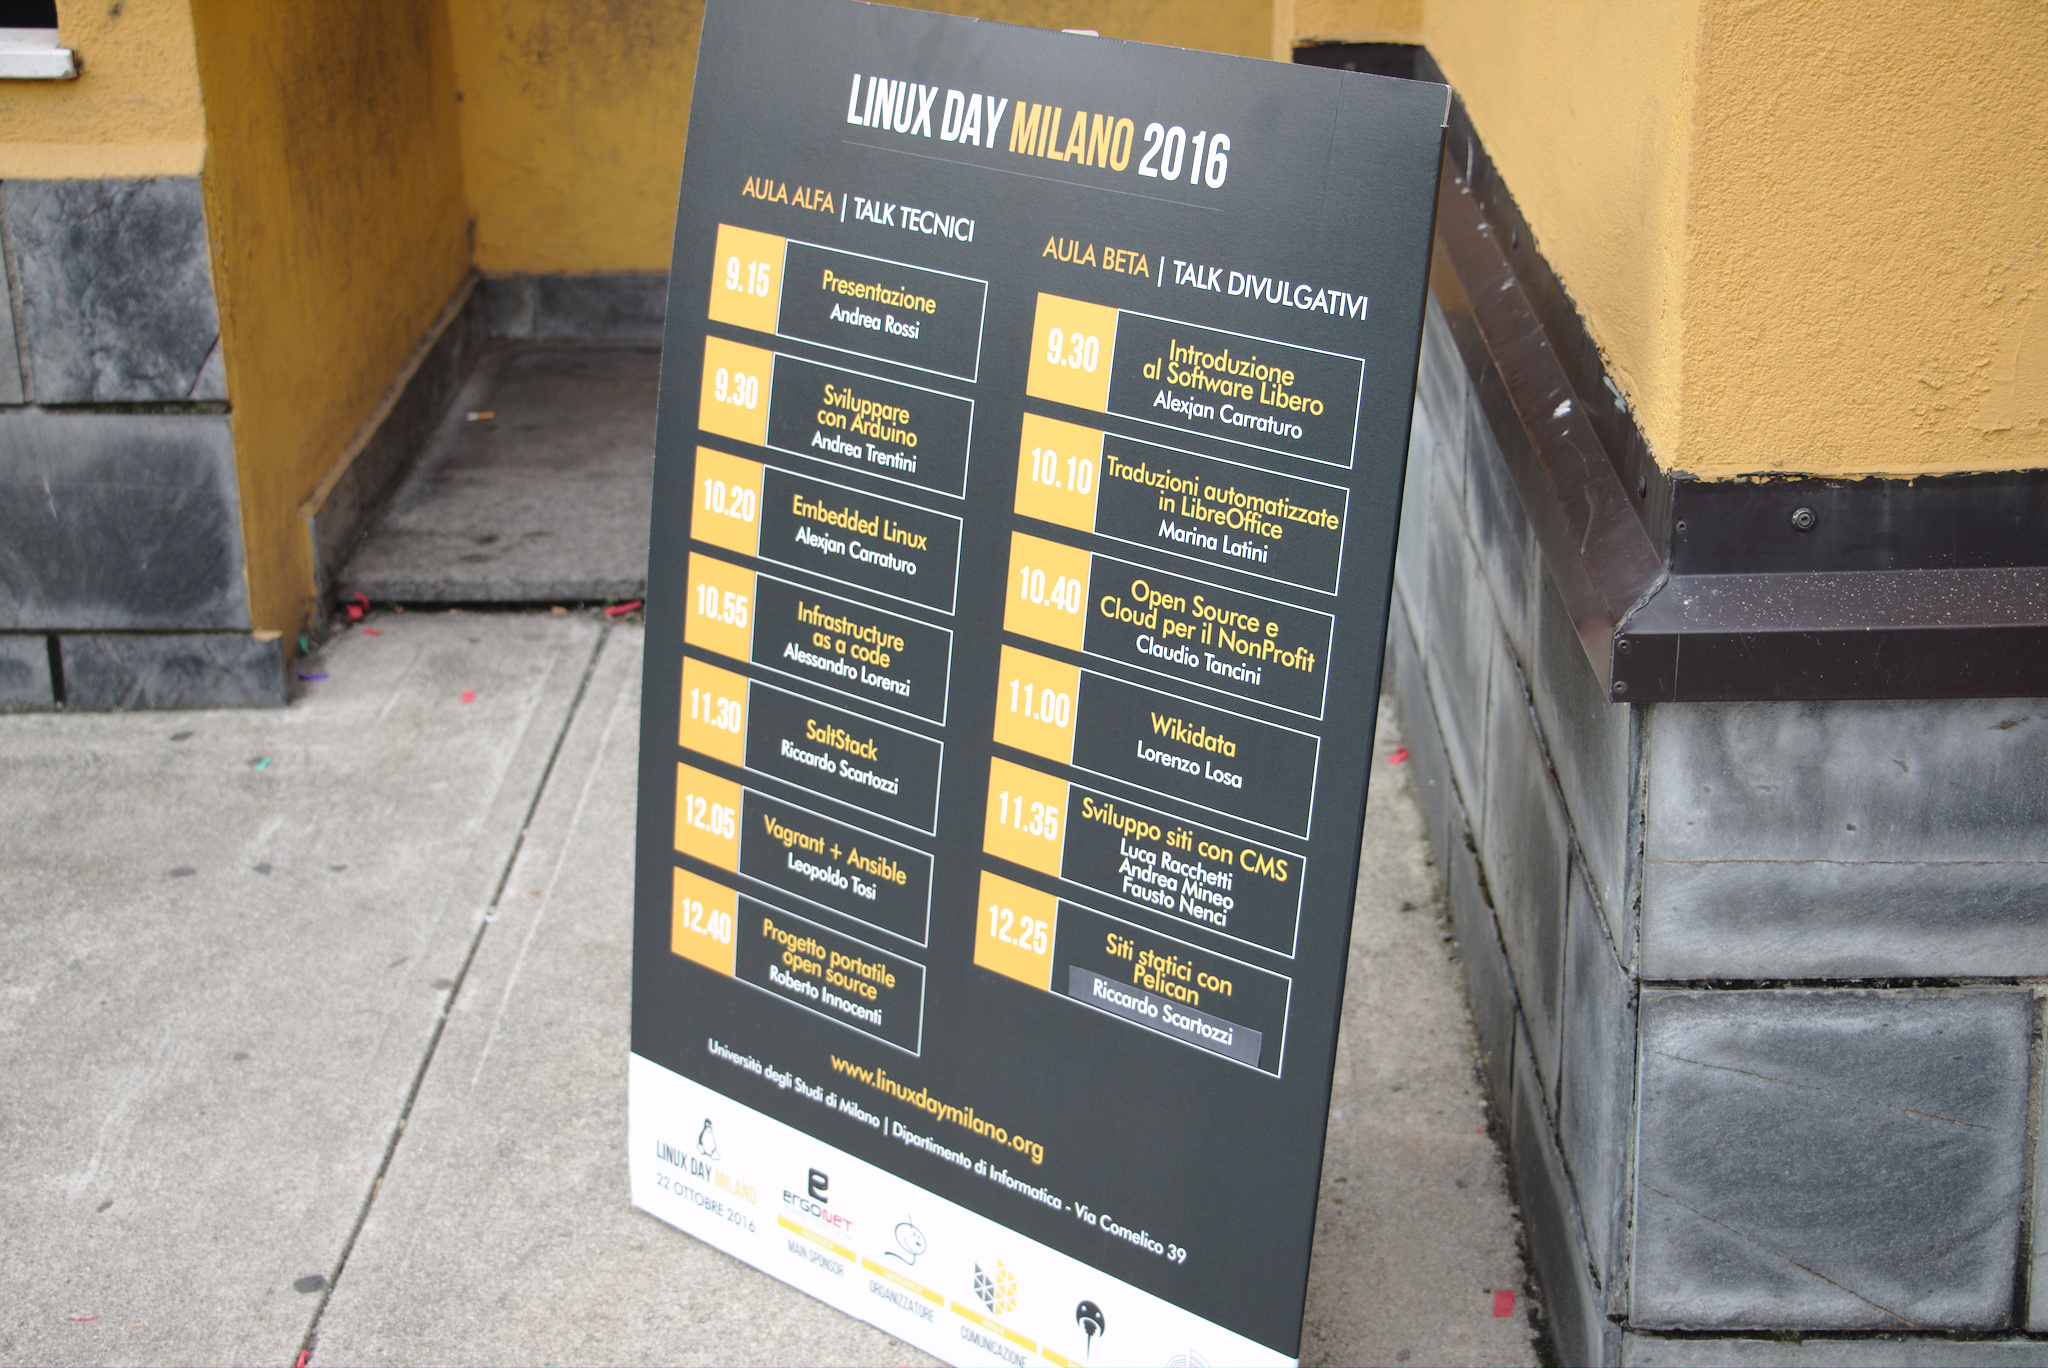 LINUX DAY MILANO 2016
AULA ALFA | TALK TECNICI
9.15
Presentazione
Andrea Rossi
9.30
Sviluppare
con Arduino
Andrea Trentini
10.20
Embedded Linux
Alexjan Carraturo
10.55
Infrastructure
as a code
Alessandro Lorenzi
11.30
SaltStack
Riccardo Scartozzi
12.05
Vagrant + Ansible
Leopoldo Tosi
12.40
Progetto portatile
open source
Roberto Innocenti
AULA BETA | TALK DIVULGATIVI
9.30
Introduzione
al Software Libero
Alexjan Carraturo
10.10
Traduzioni automatizzate
in LibreOffice
Marina Latini
10.40
Open Source e
Cloud per il NonProfit
Claudio Tancini
11.00
Wikidata
Lorenzo Losa
11.35
Sviluppo siti con CMS
Luca Racchetti
Andrea Mineo
Fausto Nenci
12.25
Siti statici con
Pelican
Riccardo Scartozzi
www.linuxdaymilano.org
Università degli Studi di Milano | Dipartimento di Informatica - Via Comelico 39
LINUX DAY MILANO
22 OTTOBRE 2016
ergonet
MAIN SPONSOR
ORGANIZZATORE
COMUNICAZIONE